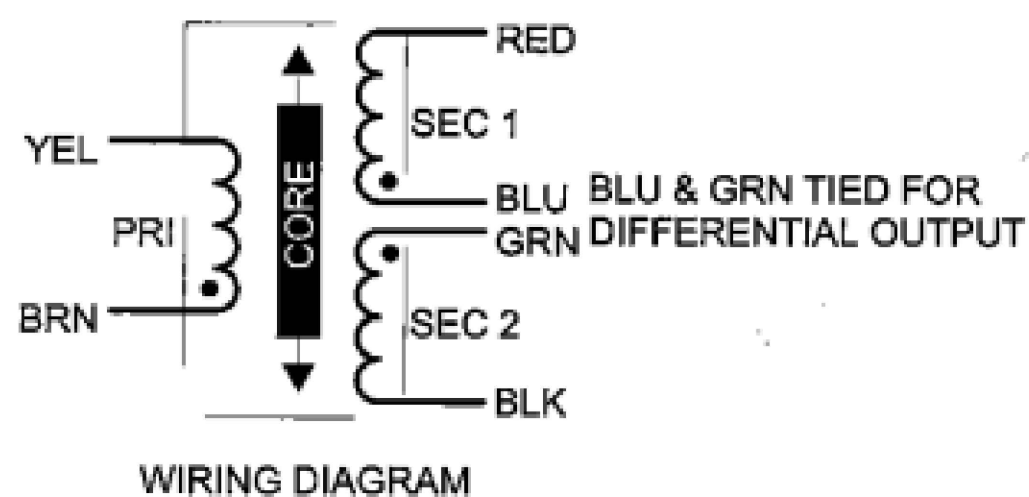 RED
SEC 1
YEL
CORE
BLU BLU & GRN TIED FOR
GRN DIFFERENTIAL OUTPUT
PRI
BRN
SEC 2
BLK
WIRING DIAGRAM